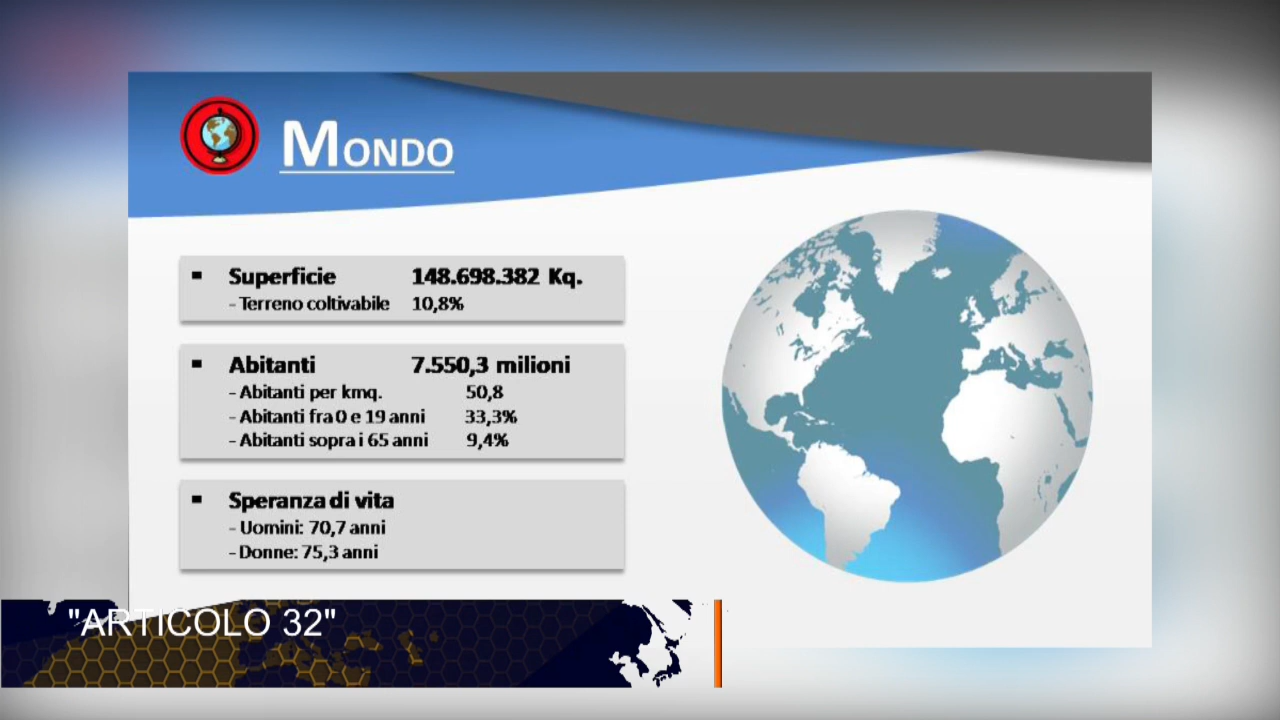 MONDO
▪ Superficie 148.698.382 Kq.
- Terreno coltivabile 10,8%
▪ Abitanti 7.550,3 milioni
- Abitanti per kmq. 50,8
- Abitanti fra 0 e 19 anni 33,3%
- Abitanti sopra i 65 anni 9,4%
▪ Speranza di vita
- Uomini: 70,7 anni
- Donne: 75,3 anni
"ARTICOLO 32"